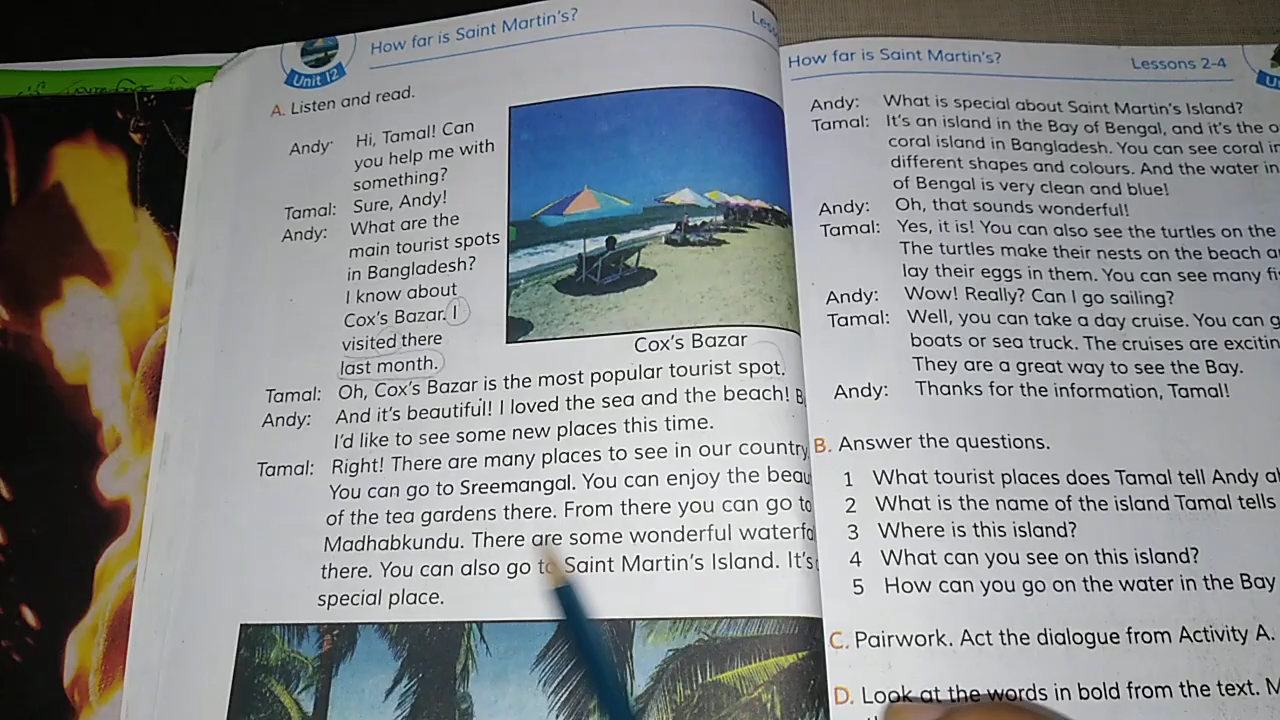 How far is Saint Martin's?
Unit 12
A. Listen and read.
Andy: Hi, Tamal! Can
you help me with
something?
Tamal: Sure, Andy!
Andy: What are the
main tourist spots
in Bangladesh?
I know about
Cox's Bazar. I
visited there
last month.
Cox's Bazar
Tamal: Oh, Cox's Bazar is the most popular tourist spot.
Andy: And it's beautiful! I loved the sea and the beach!
I'd like to see some new places this time.
Tamal: Right! There are many places to see in our country
You can go to Sreemangal. You can enjoy the
of the tea gardens there. From there you can go to
Madhabkundu. There are some wonderful
there. You can also go to Saint Martin's Island. It's
special place.
How far is Saint Martin's? Lessons 2-4
Andy: What is special about Saint Martin's Island?
Tamal: It's an island in the Bay of Bengal, and it's the
coral island in Bangladesh. You can see coral
different shapes and colours. And the water in
of Bengal is very clean and blue!
Andy: Oh, that sounds wonderful!
Tamal: Yes, it is! You can also see the turtles on the
The turtles make their nests on the beach
lay their eggs in them. You can see many
Andy: Wow! Really? Can I go sailing?
Tamal: Well, you can take a day cruise. You can
boats or sea truck. The cruises are
They are a great way to see the Bay.
Andy: Thanks for the information, Tamal!
B. Answer the questions.
1 What tourist places does Tamal tell Andy
2 What is the name of the island Tamal tells
3 Where is this island?
4 What can you see on this island?
5 How can you go on the water in the Bay
C. Pairwork. Act the dialogue from Activity A.
D. Look at the words in bold from the text.